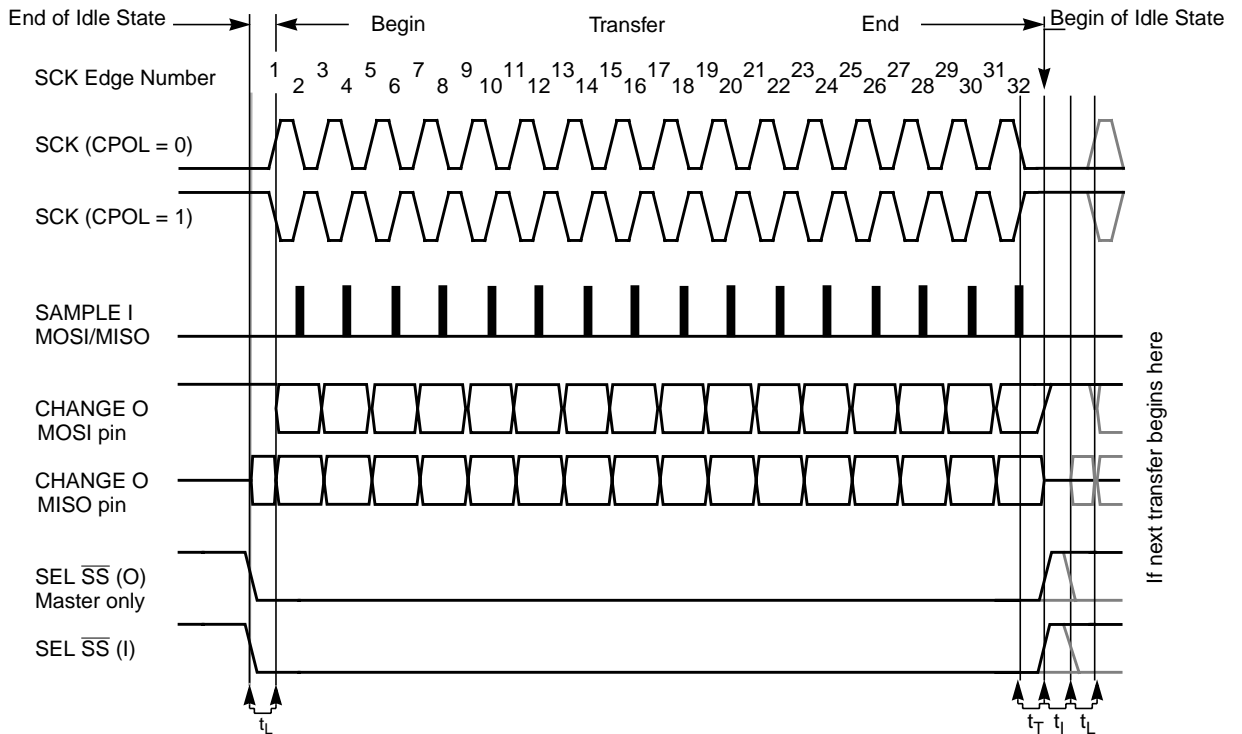 End of Idle State
Begin
Transfer
End
Begin of Idle State
SCK Edge Number
1 3 5 7 9 11 13 15 17 19 21 23 25 27 29 31
2 4 6 8 10 12 14 16 18 20 22 24 26 28 30 32
SCK (CPOL = 0)
SCK (CPOL = 1)
SAMPLE I
MOSI/MISO
CHANGE O
MOSI pin
CHANGE O
MISO pin
SEL S̅S̅ (O)
Master only
SEL S̅S̅ (I)
If next transfer begins here
tL
tT tI tL